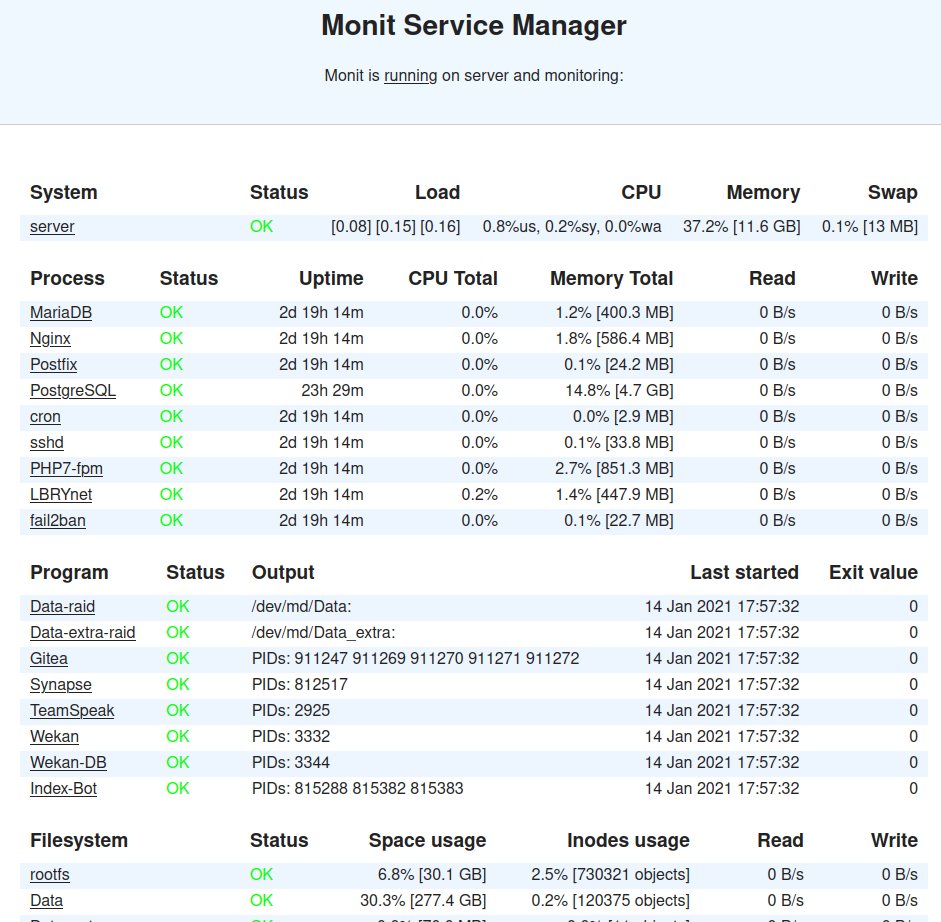 Monit Service Manager
Monit is running on server and monitoring:
System Status Load CPU Memory Swap
server OK [0.08] [0.15] [0.16] 0.8%us, 0.2%sy, 0.0%wa 37.2% [11.6 GB] 0.1% [13 MB]
Process Status Uptime CPU Total Memory Total Read Write
MariaDB OK 2d 19h 14m 0.0% 1.2% [400.3 MB] 0 B/s 0 B/s
Nginx OK 2d 19h 14m 0.0% 1.8% [586.4 MB] 0 B/s 0 B/s
Postfix OK 2d 19h 14m 0.0% 0.1% [24.2 MB] 0 B/s 0 B/s
PostgreSQL OK 23h 29m 0.0% 14.8% [4.7 GB] 0 B/s 0 B/s
cron OK 2d 19h 14m 0.0% 0.0% [2.9 MB] 0 B/s 0 B/s
sshd OK 2d 19h 14m 0.0% 0.1% [33.8 MB] 0 B/s 0 B/s
PHP7-fpm OK 2d 19h 14m 0.0% 2.7% [851.3 MB] 0 B/s 0 B/s
LBRYnet OK 2d 19h 14m 0.2% 1.4% [447.9 MB] 0 B/s 0 B/s
fail2ban OK 2d 19h 14m 0.0% 0.1% [22.7 MB] 0 B/s 0 B/s
Program Status Output Last started Exit value
Data-raid OK /dev/md/Data: 14 Jan 2021 17:57:32 0
Data-extra-raid OK /dev/md/Data_extra: 14 Jan 2021 17:57:32 0
Gitea OK PIDs: 911247 911269 911270 911271 911272 14 Jan 2021 17:57:32 0
Synapse OK PIDs: 812517 14 Jan 2021 17:57:32 0
TeamSpeak OK PIDs: 2925 14 Jan 2021 17:57:32 0
Wekan OK PIDs: 3332 14 Jan 2021 17:57:32 0
Wekan-DB OK PIDs: 3344 14 Jan 2021 17:57:32 0
Index-Bot OK PIDs: 815288 815382 815383 14 Jan 2021 17:57:32 0
Filesystem Status Space usage Inodes usage Read Write
rootfs OK 6.8% [30.1 GB] 2.5% [730321 objects] 0 B/s 0 B/s
Data OK 30.3% [277.4 GB] 0.2% [120375 objects] 0 B/s 0 B/s